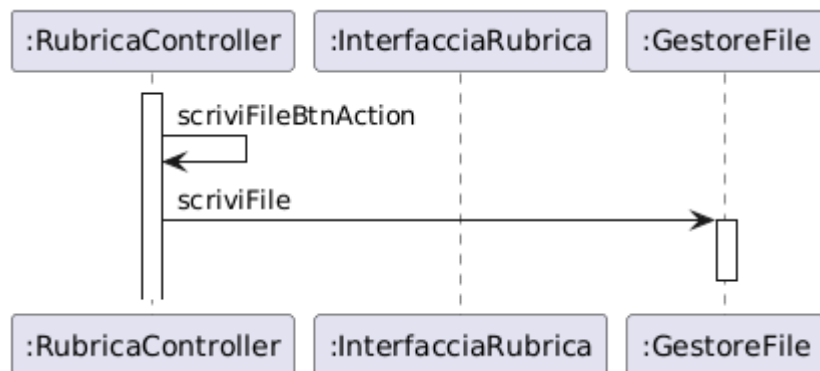 :RubricaController :InterfacciaRubrica :GestoreFile
scriviFileBtnAction
scriviFile
:RubricaController :InterfacciaRubrica :GestoreFile